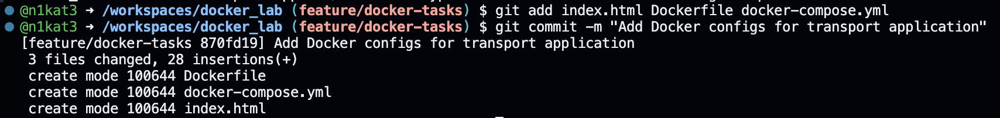 @n1kat3 → /workspaces/docker_lab (feature/docker-tasks) $ git add index.html Dockerfile docker-compose.yml
@n1kat3 → /workspaces/docker_lab (feature/docker-tasks) $ git commit -m "Add Docker configs for transport application"
[feature/docker-tasks 870fd19] Add Docker configs for transport application
 3 files changed, 28 insertions(+)
 create mode 100644 Dockerfile
 create mode 100644 docker-compose.yml
 create mode 100644 index.html